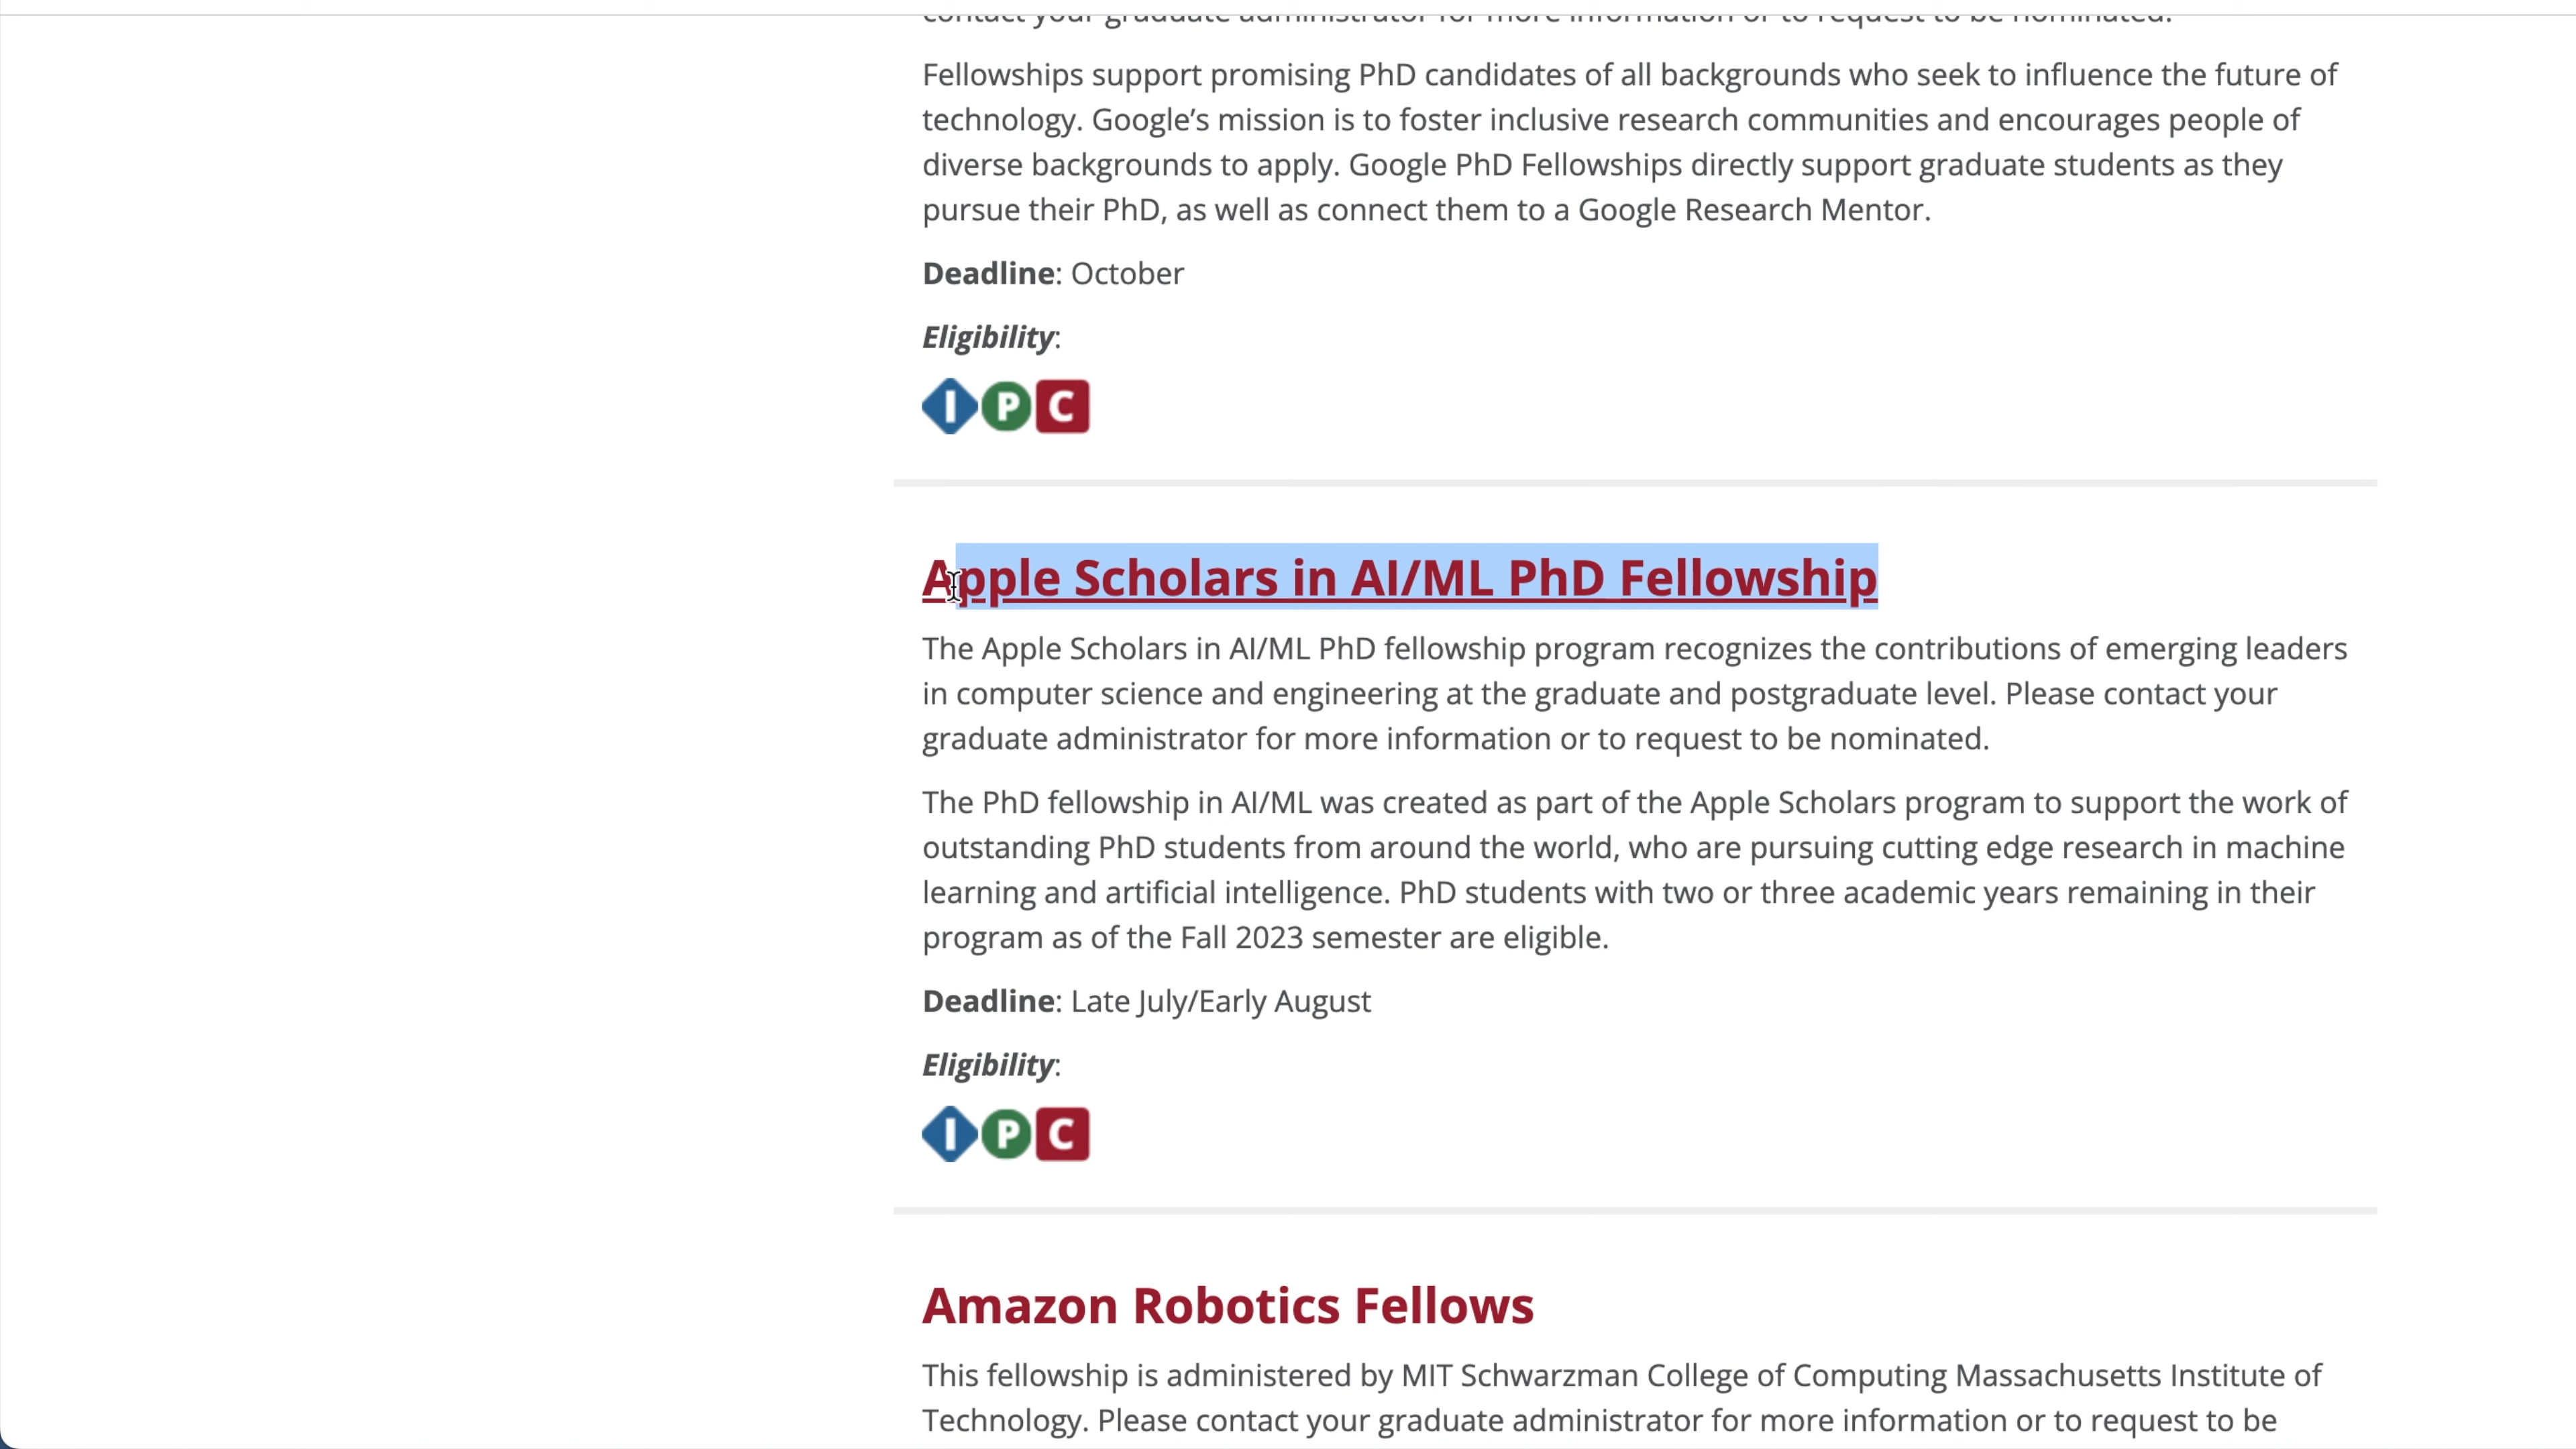 contact your graduate administrator for more information or to request to be nominated.
Fellowships support promising PhD candidates of all backgrounds who seek to influence the future of
technology. Google’s mission is to foster inclusive research communities and encourages people of
diverse backgrounds to apply. Google PhD Fellowships directly support graduate students as they
pursue their PhD, as well as connect them to a Google Research Mentor.
Deadline: October
Eligibility:
I P C
Apple Scholars in AI/ML PhD Fellowship
The Apple Scholars in AI/ML PhD fellowship program recognizes the contributions of emerging leaders
in computer science and engineering at the graduate and postgraduate level. Please contact your
graduate administrator for more information or to request to be nominated.
The PhD fellowship in AI/ML was created as part of the Apple Scholars program to support the work of
outstanding PhD students from around the world, who are pursuing cutting edge research in machine
learning and artificial intelligence. PhD students with two or three academic years remaining in their
program as of the Fall 2023 semester are eligible.
Deadline: Late July/Early August
Eligibility:
I P C
Amazon Robotics Fellows
This fellowship is administered by MIT Schwarzman College of Computing Massachusetts Institute of
Technology. Please contact your graduate administrator for more information or to request to be